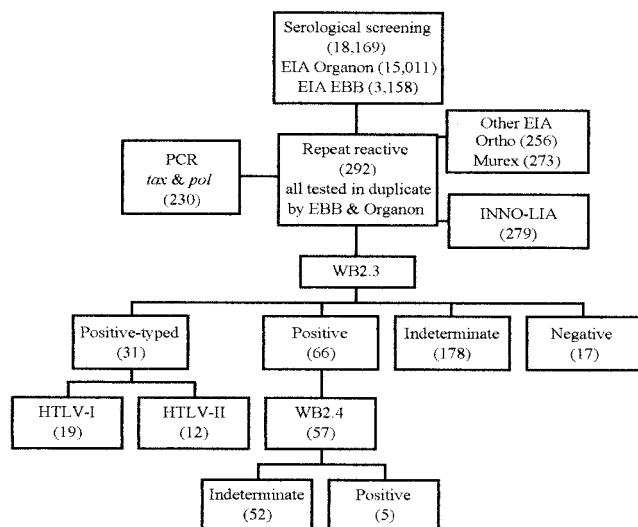 Serological screening
(18,169)
EIA Organon (15,011)
EIA EBB (3,158)
Other EIA
Ortho (256)
Murex (273)
PCR
tax & pol
(230)
Repeat reactive
(292)
all tested in duplicate
by EBB & Organon
INNO-LIA
(279)
WB2.3
Positive-typed
(31)
Positive
(66)
Indeterminate
(178)
Negative
(17)
HTLV-I
(19)
HTLV-II
(12)
WB2.4
(57)
Indeterminate
(52)
Positive
(5)